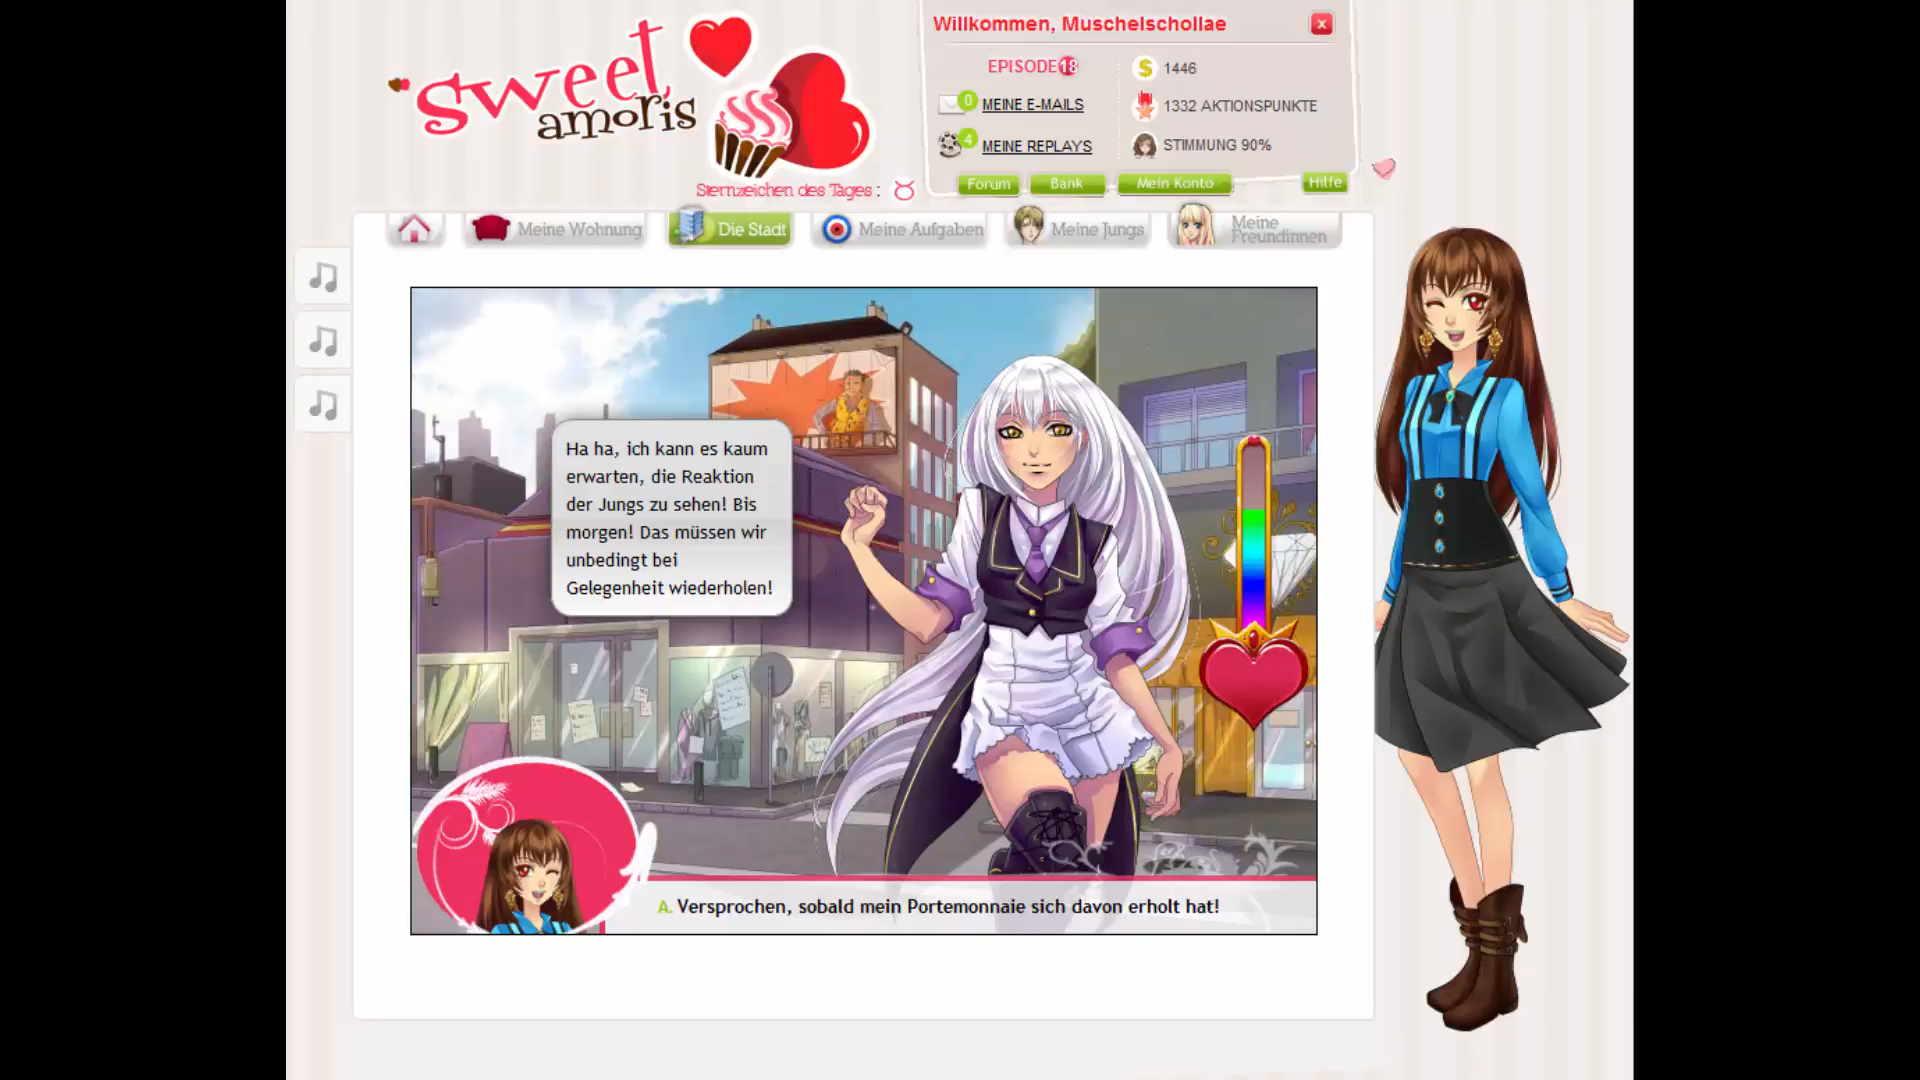 Sweet
amoris
Sternzeichen des Tages :
Willkommen, Muschelschollae
x
EPISODE 18
$ 1446
0 MEINE E-MAILS
1332 AKTIONSPUNKTE
4 MEINE REPLAYS
STIMMUNG 90%
Forum
Bank
Mein Konto
Hilfe
Meine Wohnung
Die Stadt
Meine Aufgaben
Meine Jungs
Meine
Freundinnen
Ha ha, ich kann es kaum
erwarten, die Reaktion
der Jungs zu sehen! Bis
morgen! Das müssen wir
unbedingt bei
Gelegenheit wiederholen!
A. Versprochen, sobald mein Portemonnaie sich davon erholt hat!